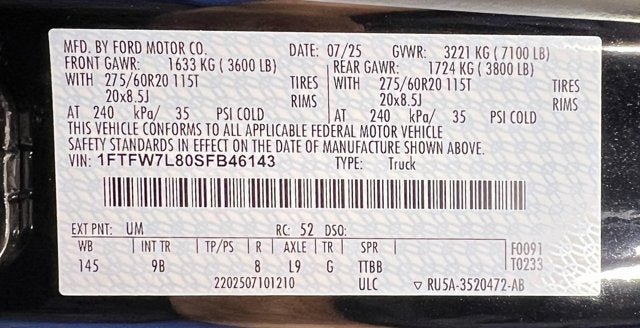 MFD. BY FORD MOTOR CO. DATE: 07/25 GVWR: 3221 KG ( 7100 LB)
FRONT GAWR: 1633 KG ( 3600 LB) REAR GAWR: 1724 KG ( 3800 LB)
WITH 275/60R20 115T TIRES WITH 275/60R20 115T TIRES
20x8.5J RIMS 20x8.5J RIMS
AT 240 kPa/ 35 PSI COLD AT 240 kPa/ 35 PSI COLD
THIS VEHICLE CONFORMS TO ALL APPLICABLE FEDERAL MOTOR VEHICLE
SAFETY STANDARDS IN EFFECT ON THE DATE OF MANUFACTURE SHOWN ABOVE.
VIN: 1FTFW7L80SFB46143 TYPE: Truck
EXT PNT: UM RC: 52 DSO:
WB INT TR TP/PS R AXLE TR SPR F0091
145 9B 8 L9 G TTBB T0233
2202507101210 ULC ▽ RU5A-3520472-AB